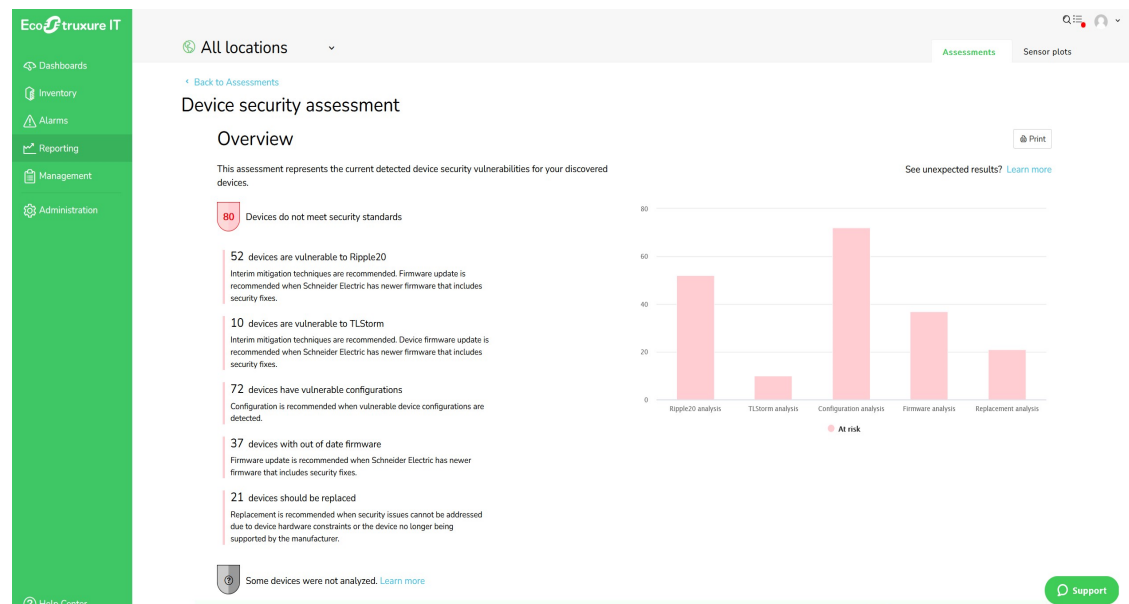 EcoStruxure IT
All locations
Assessments
Sensor plots
Dashboards
Inventory
Alarms
Reporting
Management
Administration
Help Center
< Back to Assessments
Device security assessment
Overview
Print
This assessment represents the current detected device security vulnerabilities for your discovered
devices.
See unexpected results? Learn more
80 Devices do not meet security standards
52 devices are vulnerable to Ripple20
Interim mitigation techniques are recommended. Firmware update is
recommended when Schneider Electric has newer firmware that includes
security fixes.
10 devices are vulnerable to TLStorm
Interim mitigation techniques are recommended. Device firmware update is
recommended when Schneider Electric has newer firmware that includes
security fixes.
72 devices have vulnerable configurations
Configuration is recommended when vulnerable device configurations are
detected.
37 devices with out of date firmware
Firmware update is recommended when Schneider Electric has newer
firmware that includes security fixes.
21 devices should be replaced
Replacement is recommended when security issues cannot be addressed
due to device hardware constraints or the device no longer being
supported by the manufacturer.
? Some devices were not analyzed. Learn more
80
60
40
20
0
Ripple20 analysis
TLStorm analysis
Configuration analysis
Firmware analysis
Replacement analysis
At risk
Support